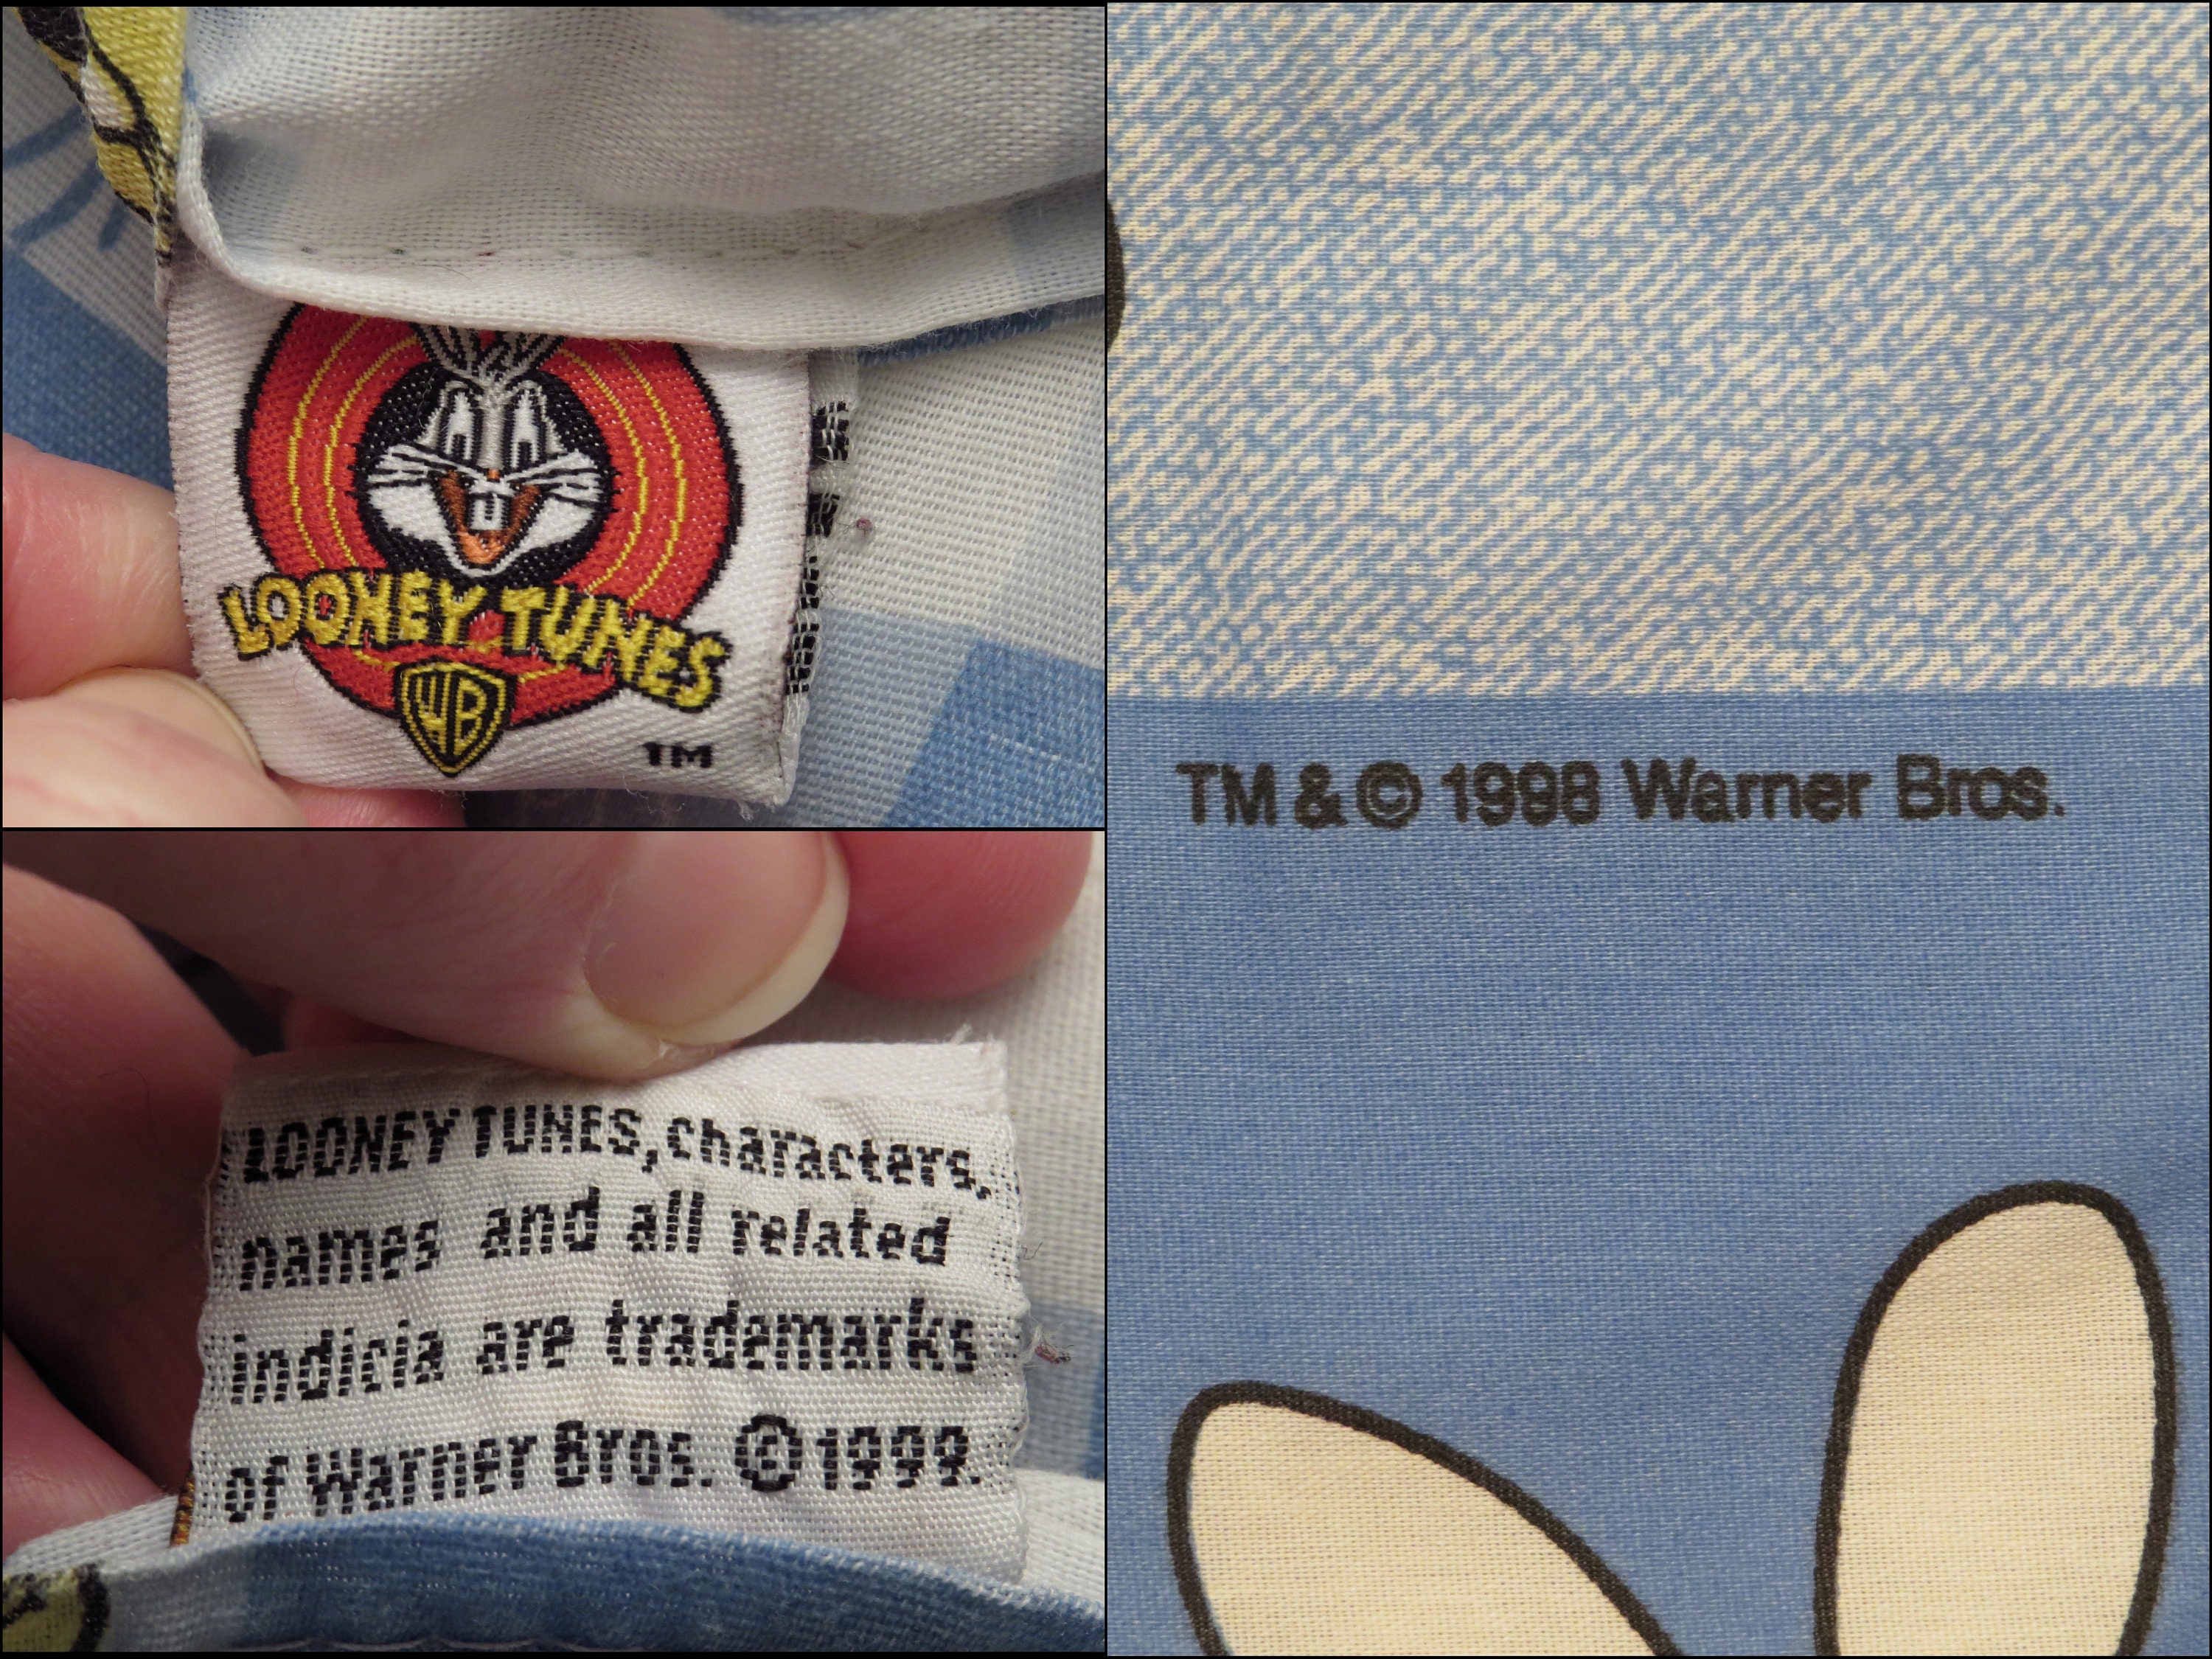 LOONEY TUNES
WB
TM
LOONEY TUNES, characters,
names and all related
indicia are trademarks
of Warner Bros. ©1999.
TM & © 1998 Warner Bros.